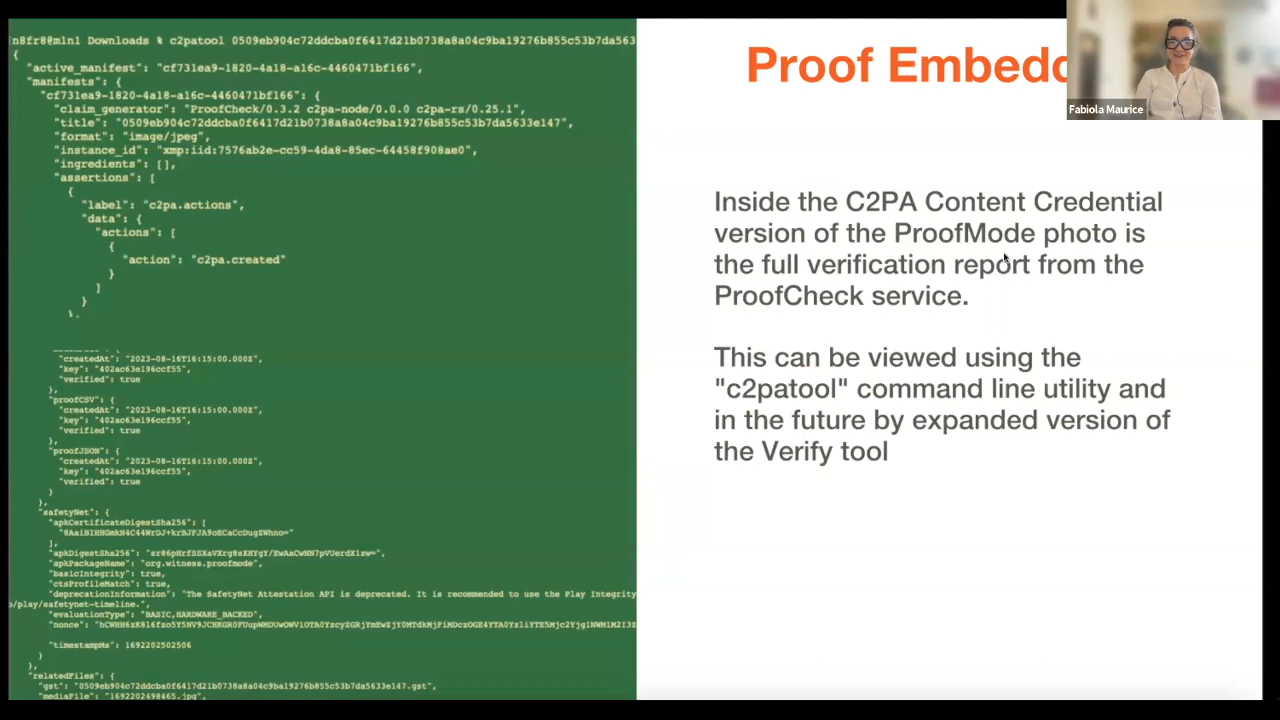 n8fr8@mln1 Downloads % c2patool 0509eb904c72ddcba0f6417d21b0738a8a04c9ba19276b855c53b7da563
{
"active_manifest": "cf731ea9-1820-4a18-a16c-4460471bf166",
"manifests": {
"cf731ea9-1820-4a18-a16c-4460471bf166": {
"claim_generator": "ProofCheck/0.3.2 c2pa-node/0.0.0 c2pa-rs/0.25.1",
"title": "0509eb904c72ddcba0f6417d21b0738a8a04c9ba19276b855c53b7da5633e147",
"format": "image/jpeg",
"instance_id": "xmp:iid:7576ab2e-cc59-4da8-85ec-64458f908ae0",
"ingredients": [],
"assertions": [
{
"label": "c2pa.actions",
"data": {
"actions": [
{
"action": "c2pa.created"
}
]
}
},
"createdAt": "2023-08-16T16:15:00.000Z",
"key": "402ac63e196ccf55",
"verified": true
},
"proofCSV": {
"createdAt": "2023-08-16T16:15:00.000Z",
"key": "402ac63e196ccf55",
"verified": true
},
"proofJSON": {
"createdAt": "2023-08-16T16:15:00.000Z",
"key": "402ac63e196ccf55",
"verified": true
}
},
"safetyNet": {
"apkCertificateDigestSha256": [
],
"apkDigestSha256":
"apkPackageName": "org.witness.proofmode",
"basicIntegrity": true,
"ctsProfileMatch": true,
"deprecationInformation": "The SafetyNet Attestation API is deprecated. It is recommended to use the Play Integrity
o/play/safetynet-timeline.",
"evaluationType": "BASIC,HARDWARE_BACKED",
"nonce":
"timestampMs": 1692202502506
}
},
"relatedFiles": {
"gst": "0509eb904c72ddcba0f6417d21b0738a8a04c9ba19276b855c53b7da5633e147.gst",
"mediaFile": "1692202498465.jpg",
Proof Embedd
Fabiola Maurice
Inside the C2PA Content Credential
version of the ProofMode photo is
the full verification report from the
ProofCheck service.
This can be viewed using the
"c2patool" command line utility and
in the future by expanded version of
the Verify tool